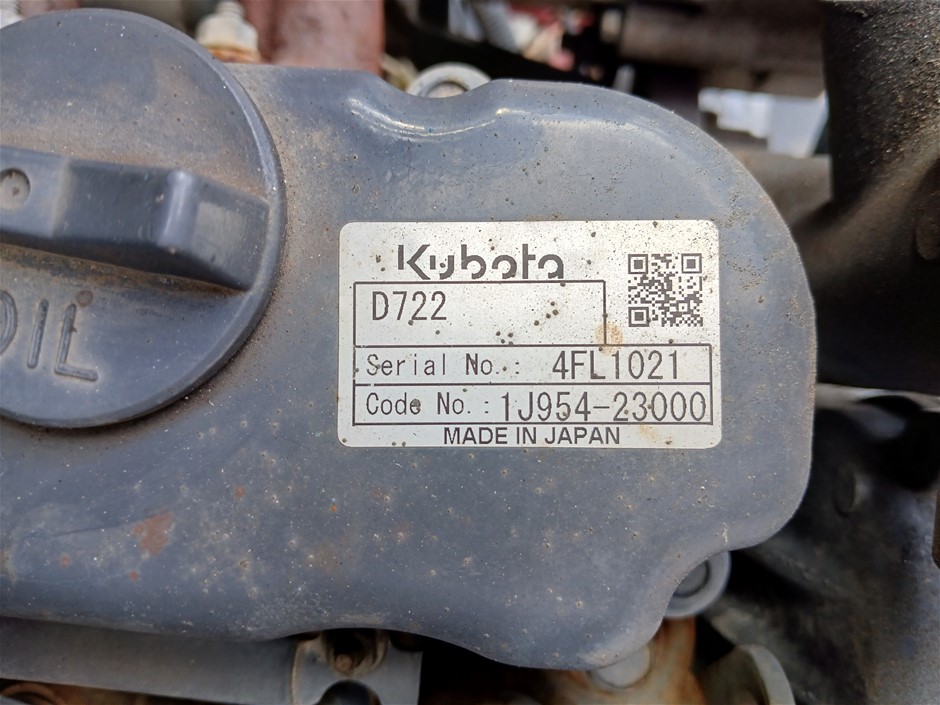 Kubota
D722
Serial No.: 4FL1021
Code No.: 1J954-23000
MADE IN JAPAN
OIL